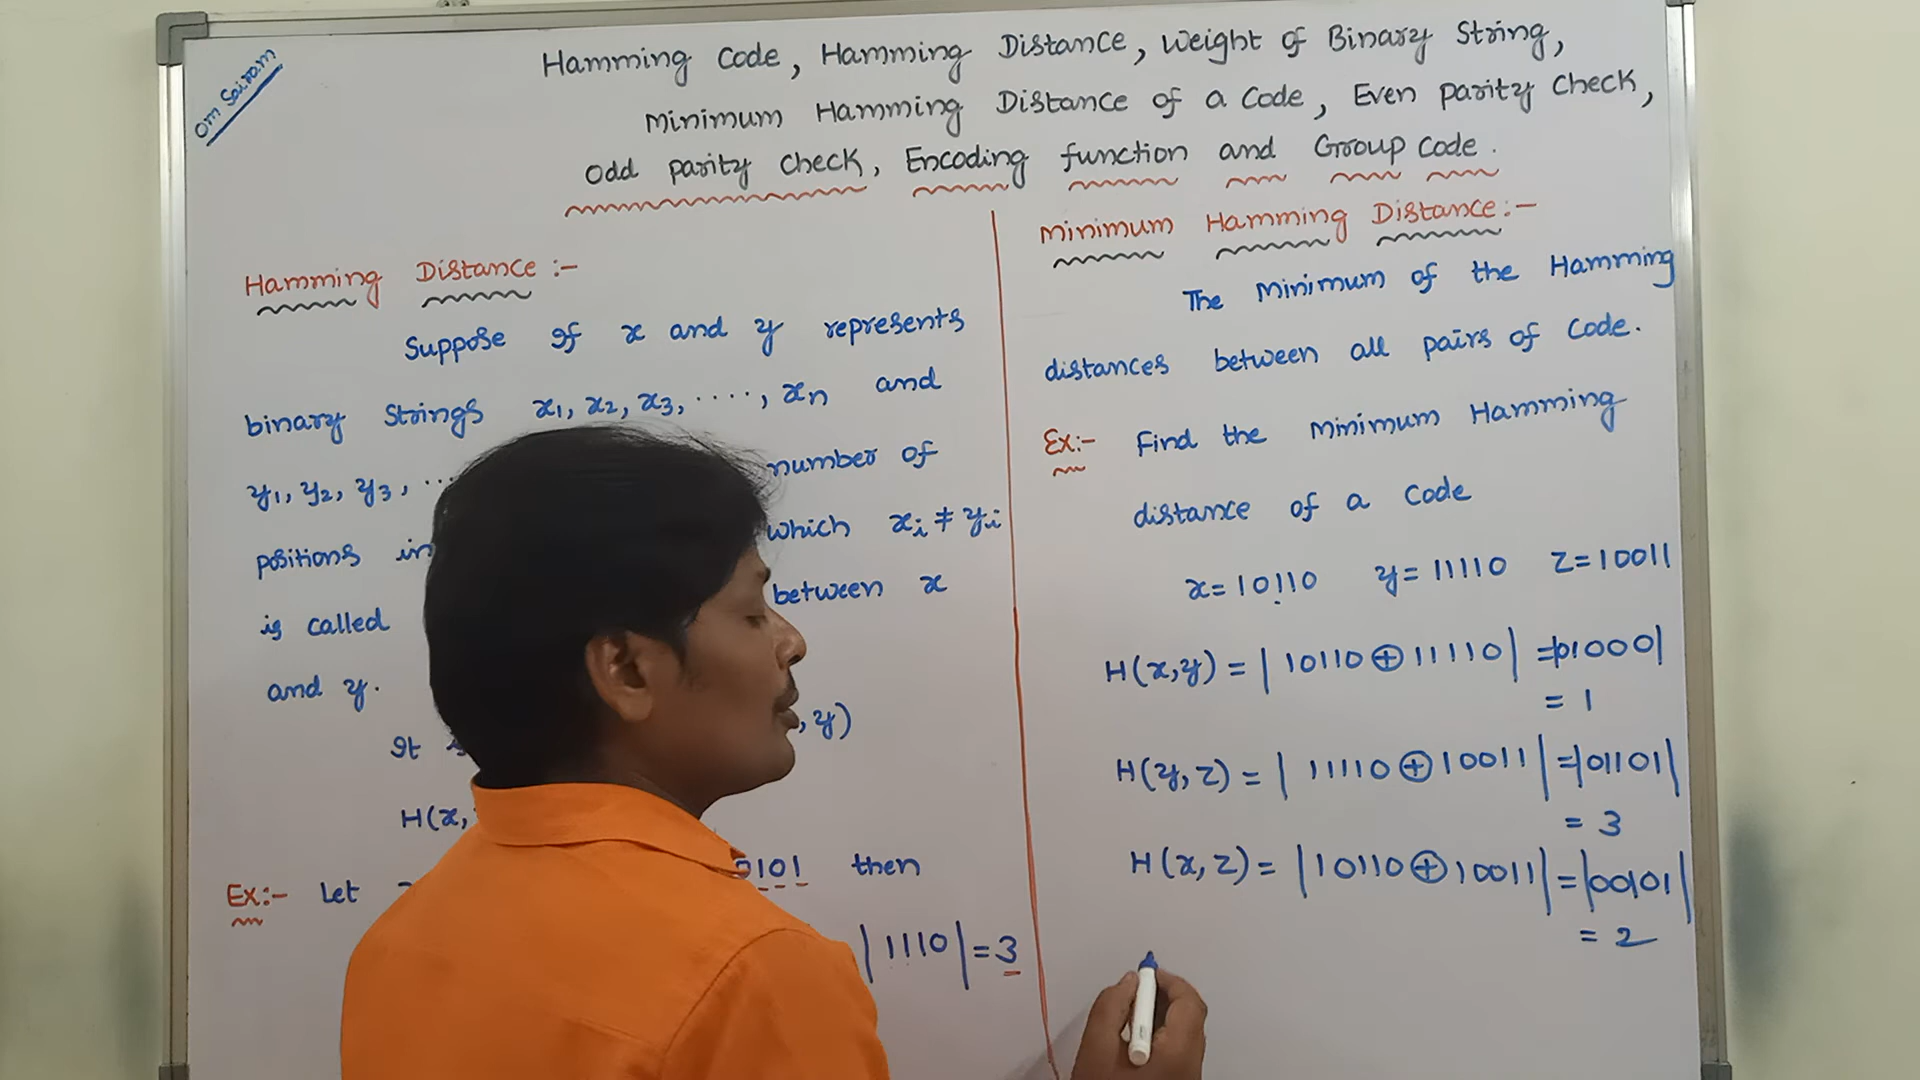 Om Sairam
Hamming Code, Hamming Distance, Weight of Binary String,
Minimum Hamming Distance of a Code, Even parity Check,
Odd parity Check, Encoding function and Group Code.
Hamming Distance :-
Suppose If x and y represents
binary Strings x1, x2, x3, ....., xn and
y1, y2, y3, ... number of
positions in which xi ≠ yi
is called between x
and y.
It , y)
H(x,
Ex:- Let 0101 then
|1110| = 3
Minimum Hamming Distance:-
The Minimum of the Hamming
distances between all pairs of Code.
Ex:- Find the Minimum Hamming
distance of a Code
x=10110 y=11110 z=10011
H(x,y) = |10110⊕11110| =|01000|
= 1
H(y,z) = |11110⊕10011| =|01101|
= 3
H(x,z) = |10110⊕10011| =|00101|
= 2